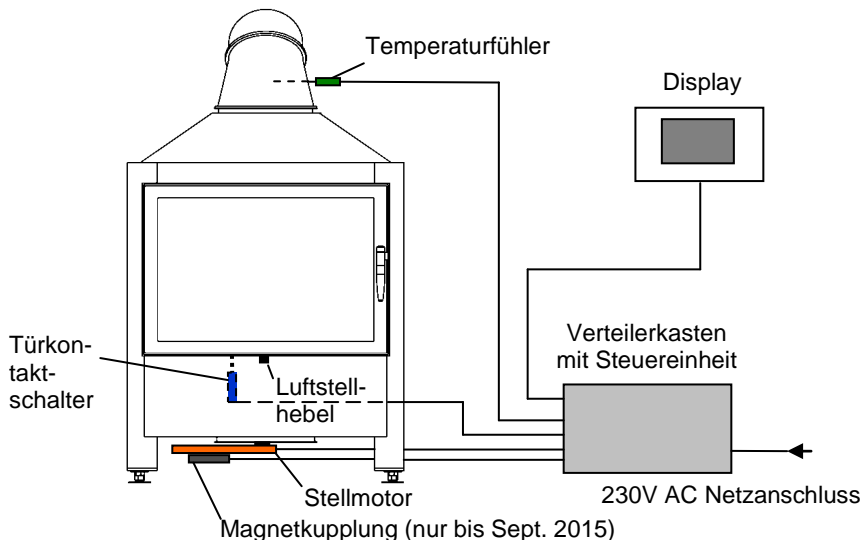 Temperaturfühler
Display
Türkon-
takt-
schalter
Luftstell-
hebel
Verteilerkasten
mit Steuereinheit
230V AC Netzanschluss
Stellmotor
Magnetkupplung (nur bis Sept. 2015)